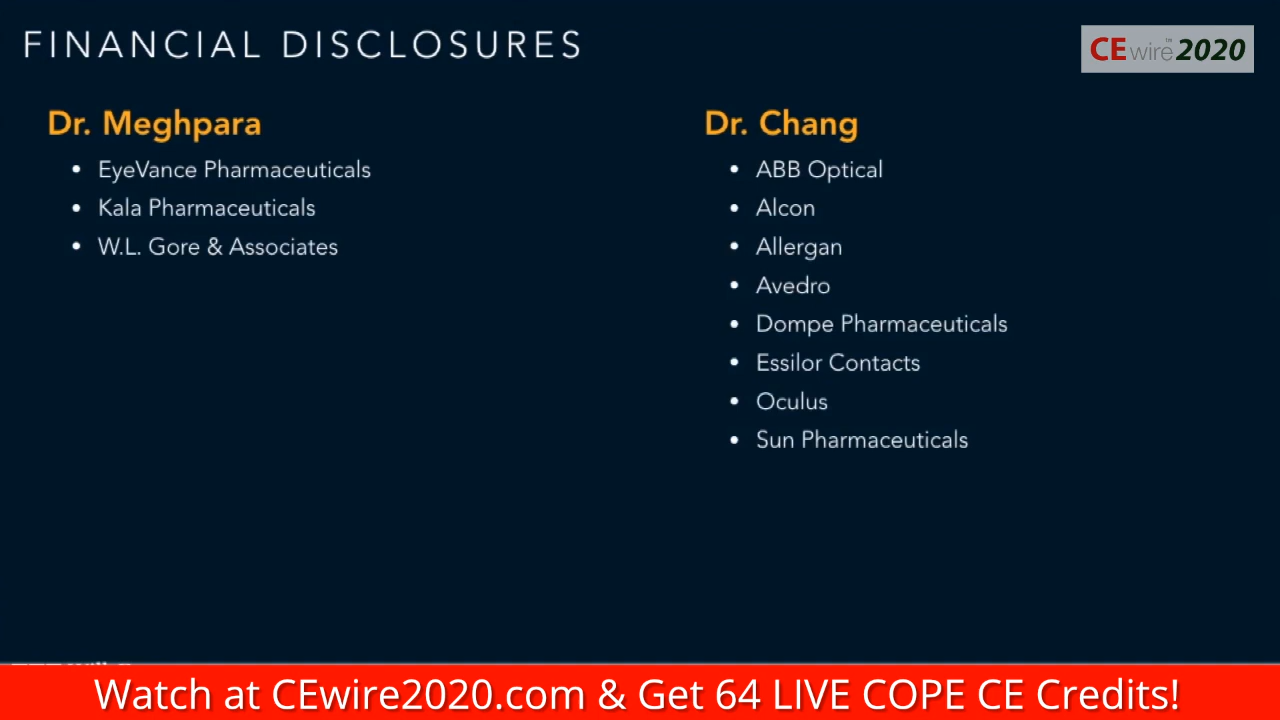 FINANCIAL DISCLOSURES
CEwire™2020
Dr. Meghpara
• EyeVance Pharmaceuticals
• Kala Pharmaceuticals
• W.L. Gore & Associates
Dr. Chang
• ABB Optical
• Alcon
• Allergan
• Avedro
• Dompe Pharmaceuticals
• Essilor Contacts
• Oculus
• Sun Pharmaceuticals
Watch at CEwire2020.com & Get 64 LIVE COPE CE Credits!